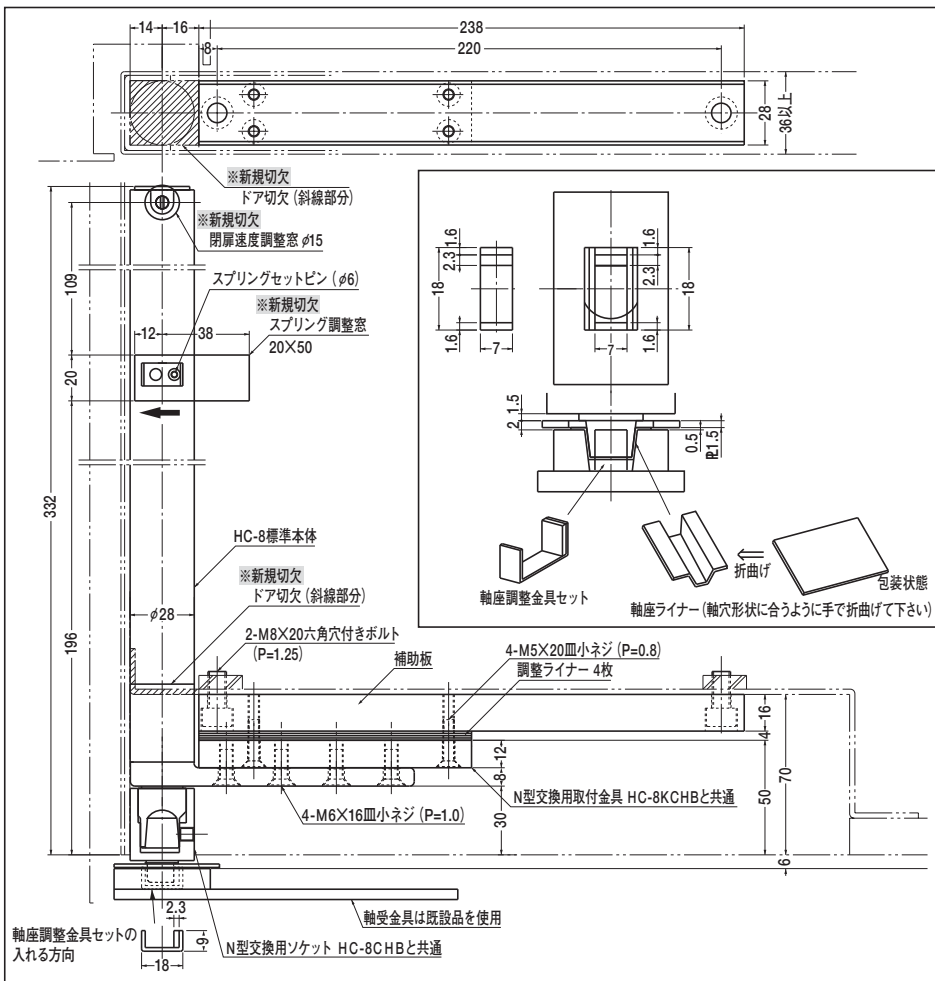 14
16
238
8
220
28
36以上
※新規切欠
ドア切欠 (斜線部分)
※新規切欠
閉扉速度調整窓 φ15
スプリングセットピン (φ6)
※新規切欠
スプリング調整窓
20×50
12
38
109
20
332
196
HC-8標準本体
※新規切欠
ドア切欠 (斜線部分)
φ28
2-M8×20六角穴付きボルト
(P=1.25)
補助板
4-M5×20皿小ネジ (P=0.8)
調整ライナー 4枚
16
4
12
8
30
50
70
6
N型交換用取付金具 HC-8KCHBと共通
4-M6×16皿小ネジ (P=1.0)
軸受金具は既設品を使用
N型交換用ソケット HC-8CHBと共通
軸座調整金具セットの
入れる方向
2.3
9
18
1.6
2.3
18
1.6
7
1.6
2.3
18
1.6
7
1.5
2
0.5
1.5
軸座調整金具セット
折曲げ
包装状態
軸座ライナー (軸穴形状に合うように手で折曲げて下さい)